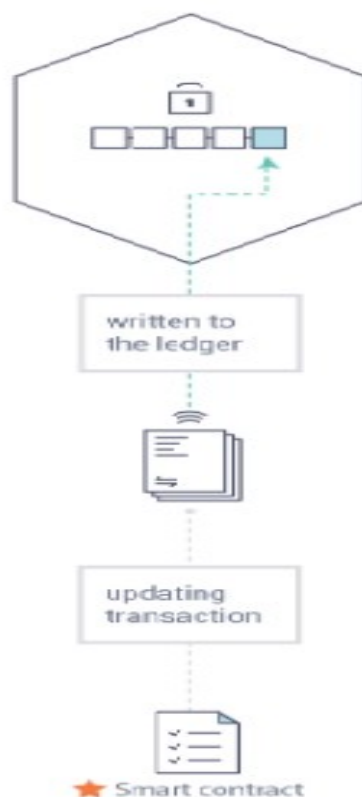 written to
the ledger
updating
transaction
Smart contract